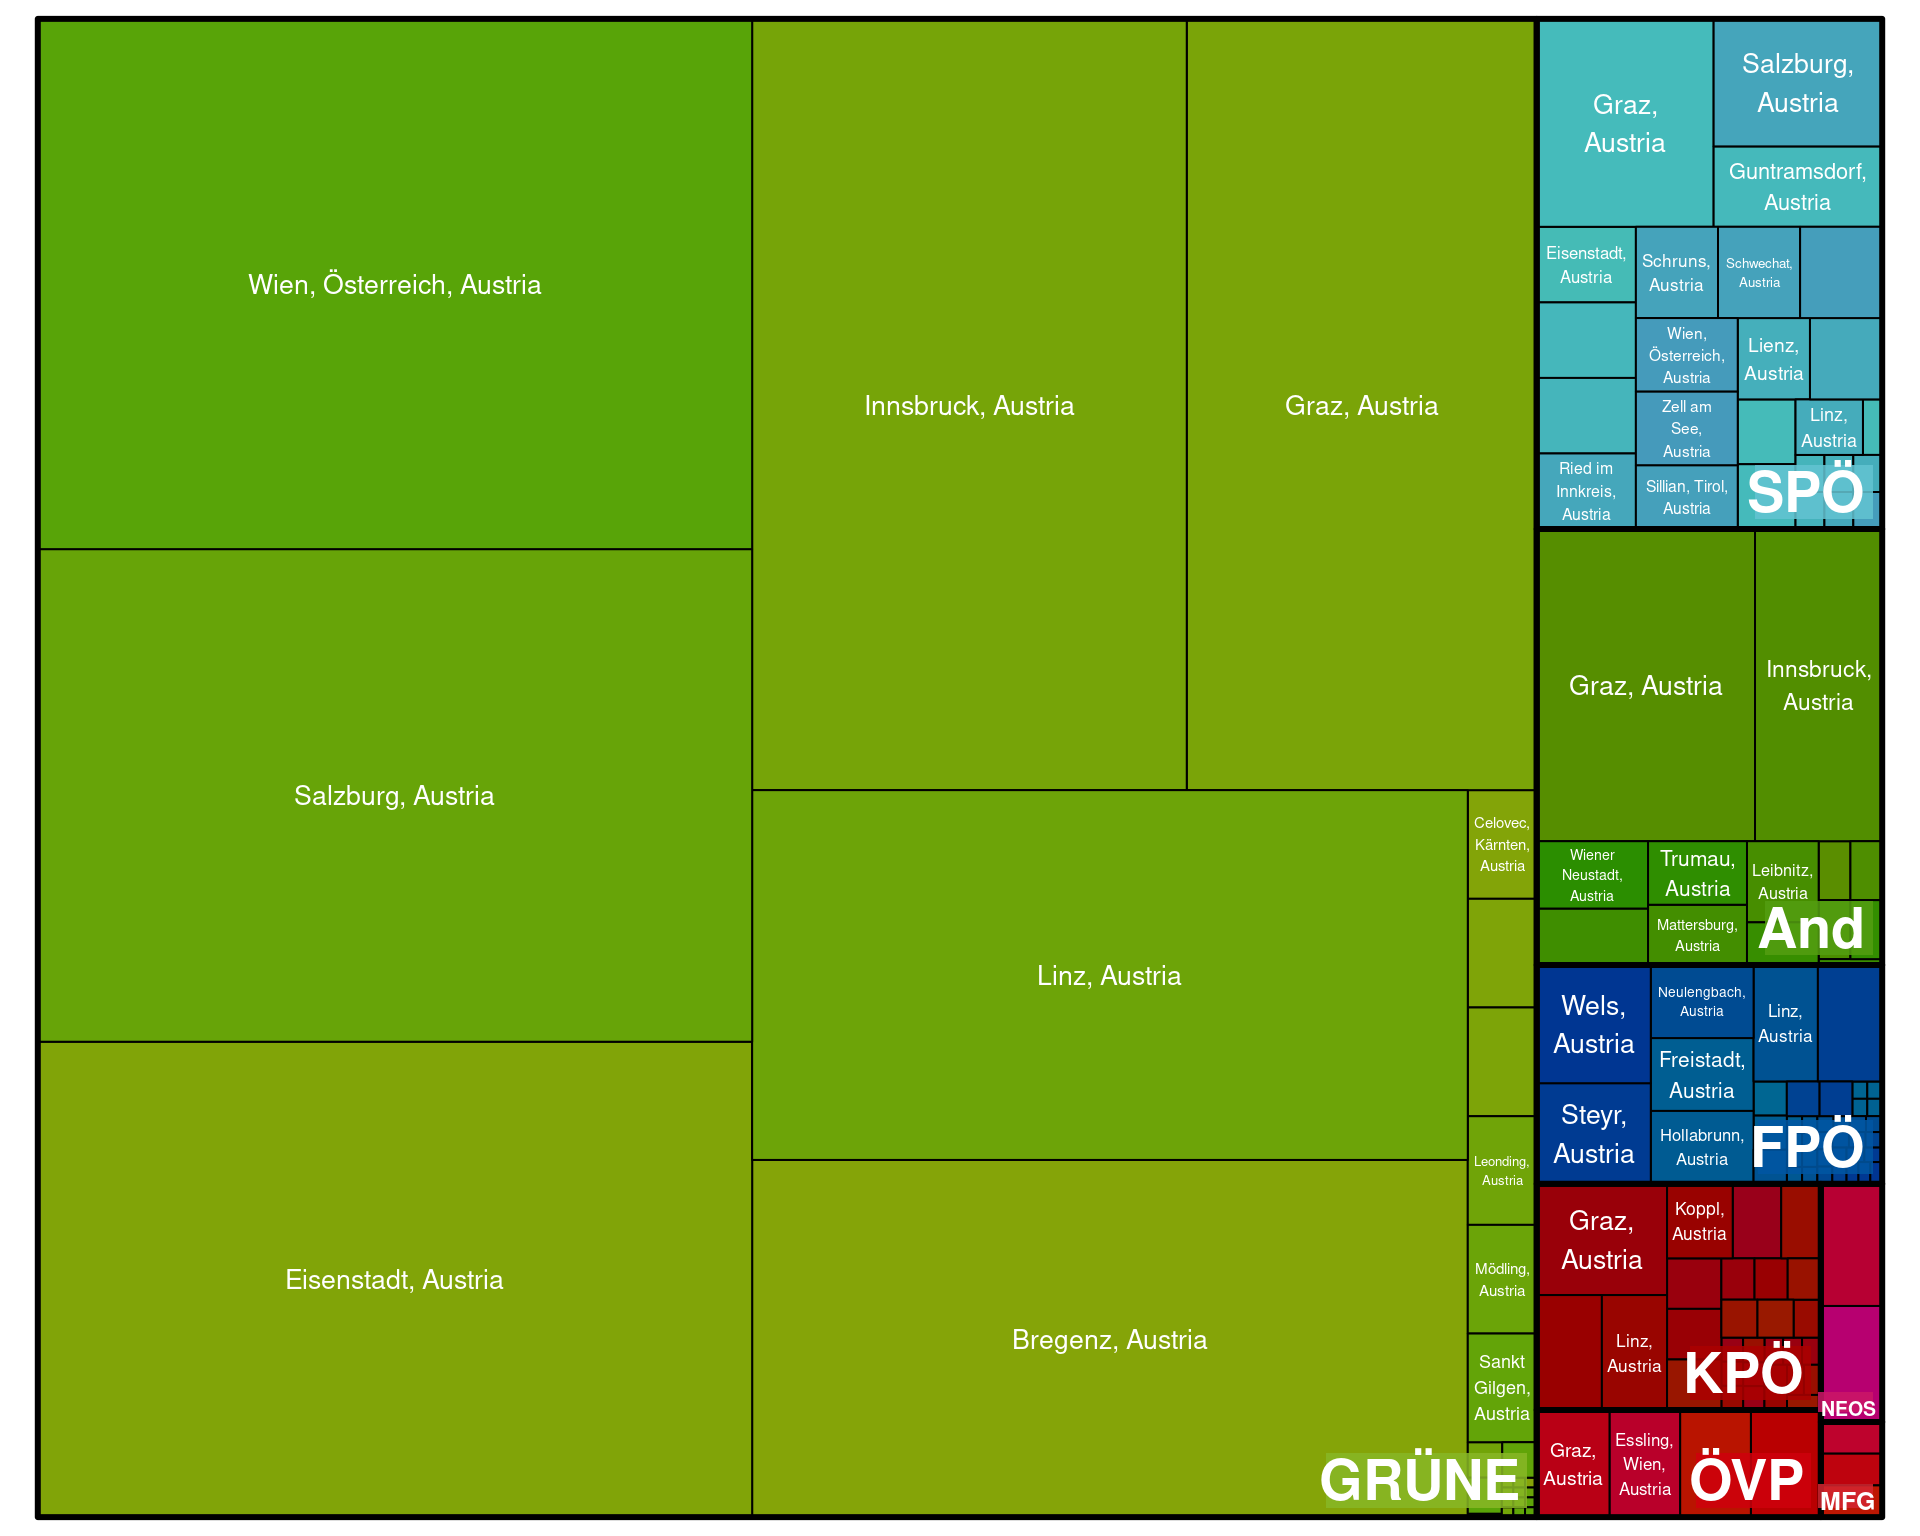 Wien, Österreich, Austria
Salzburg, Austria
Eisenstadt, Austria
Innsbruck, Austria
Graz, Austria
Linz, Austria
Bregenz, Austria
Celovec,
Kärnten,
Austria
Leonding,
Austria
Mödling,
Austria
Sankt
Gilgen,
Austria
GRÜNE
Graz,
Austria
Salzburg,
Austria
Guntramsdorf,
Austria
Eisenstadt,
Austria
Schruns,
Austria
Schwechat,
Austria
Wien,
Österreich,
Austria
Lienz,
Austria
Zell am
See,
Austria
Linz,
Austria
Ried im
Innkreis,
Austria
Sillian, Tirol,
Austria
SPÖ
Graz, Austria
Innsbruck,
Austria
Wiener
Neustadt,
Austria
Trumau,
Austria
Leibnitz,
Austria
Mattersburg,
Austria
And
Wels,
Austria
Neulengbach,
Austria
Linz,
Austria
Freistadt,
Austria
Steyr,
Austria
Hollabrunn,
Austria
FPÖ
Graz,
Austria
Koppl,
Austria
Linz,
Austria
KPÖ
NEOS
Graz,
Austria
Essling,
Wien,
Austria
ÖVP
MFG